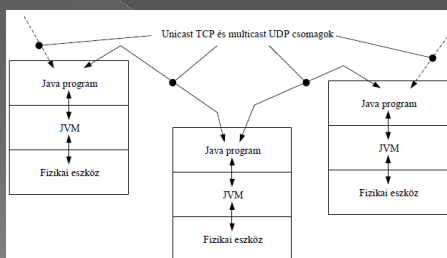 Unicast TCP és multicast UDP csomagok
Java program
JVM
Fizikai eszköz
Java program
JVM
Fizikai eszköz
Java program
JVM
Fizikai eszköz